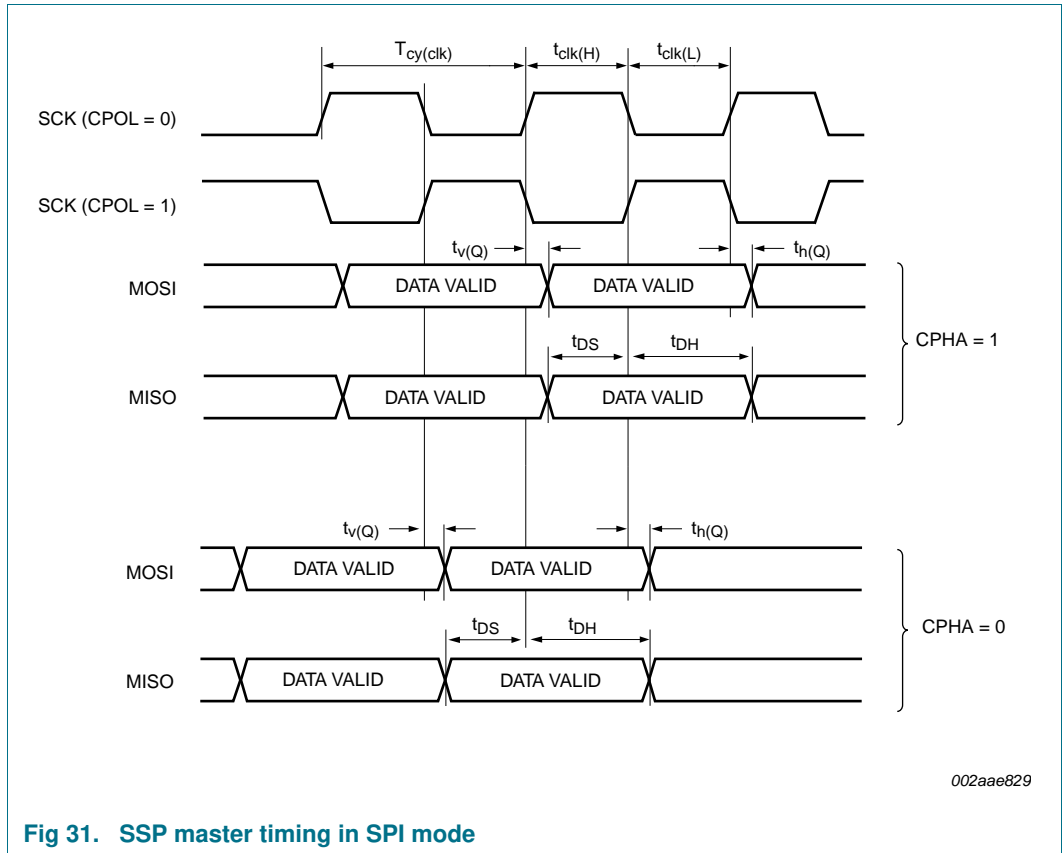 Tcy(clk) tclk(H) tclk(L)
SCK (CPOL = 0)
SCK (CPOL = 1)
tv(Q) th(Q)
MOSI DATA VALID DATA VALID
tDS tDH
MISO DATA VALID DATA VALID
CPHA = 1
tv(Q) th(Q)
MOSI DATA VALID DATA VALID
tDS tDH
MISO DATA VALID DATA VALID
CPHA = 0
002aae829
Fig 31. SSP master timing in SPI mode